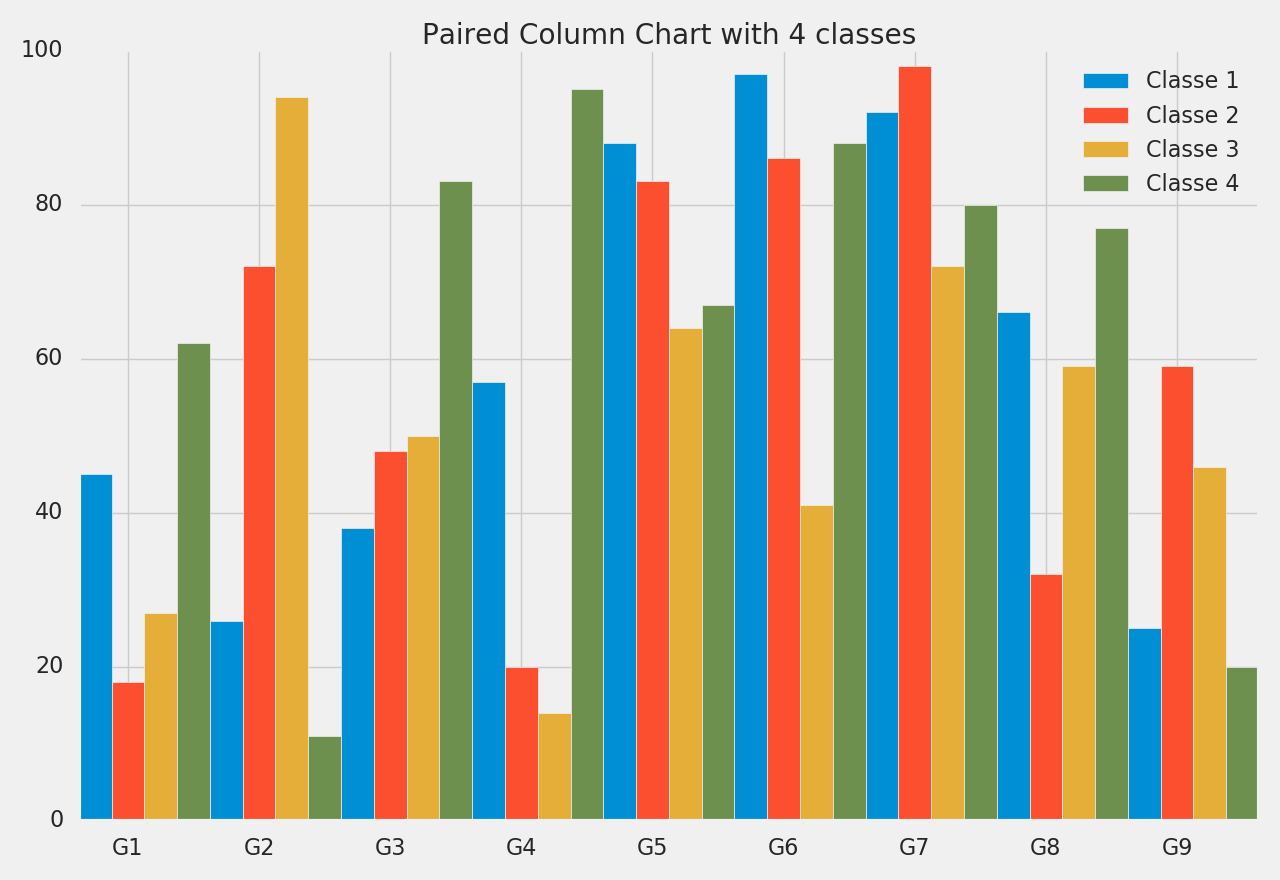 Paired Column Chart with 4 classes
100
80
60
40
20
0
Classe 1
Classe 2
Classe 3
Classe 4
G1 G2 G3 G4 G5 G6 G7 G8 G9